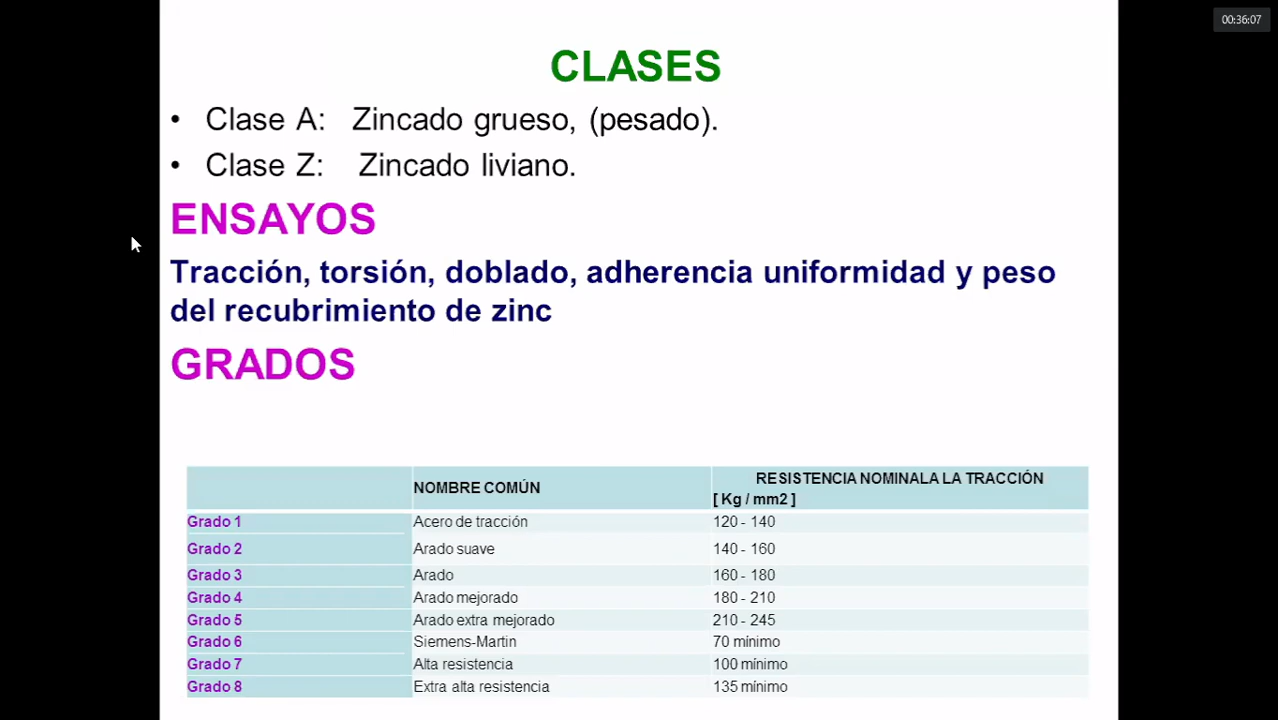 00:36:07
CLASES
• Clase A: Zincado grueso, (pesado).
• Clase Z: Zincado liviano.
ENSAYOS
Tracción, torsión, doblado, adherencia uniformidad y peso
del recubrimiento de zinc
GRADOS
NOMBRE COMÚN RESISTENCIA NOMINALA LA TRACCIÓN
[ Kg / mm2 ]
Grado 1 Acero de tracción 120 - 140
Grado 2 Arado suave 140 - 160
Grado 3 Arado 160 - 180
Grado 4 Arado mejorado 180 - 210
Grado 5 Arado extra mejorado 210 - 245
Grado 6 Siemens-Martin 70 mínimo
Grado 7 Alta resistencia 100 mínimo
Grado 8 Extra alta resistencia 135 mínimo